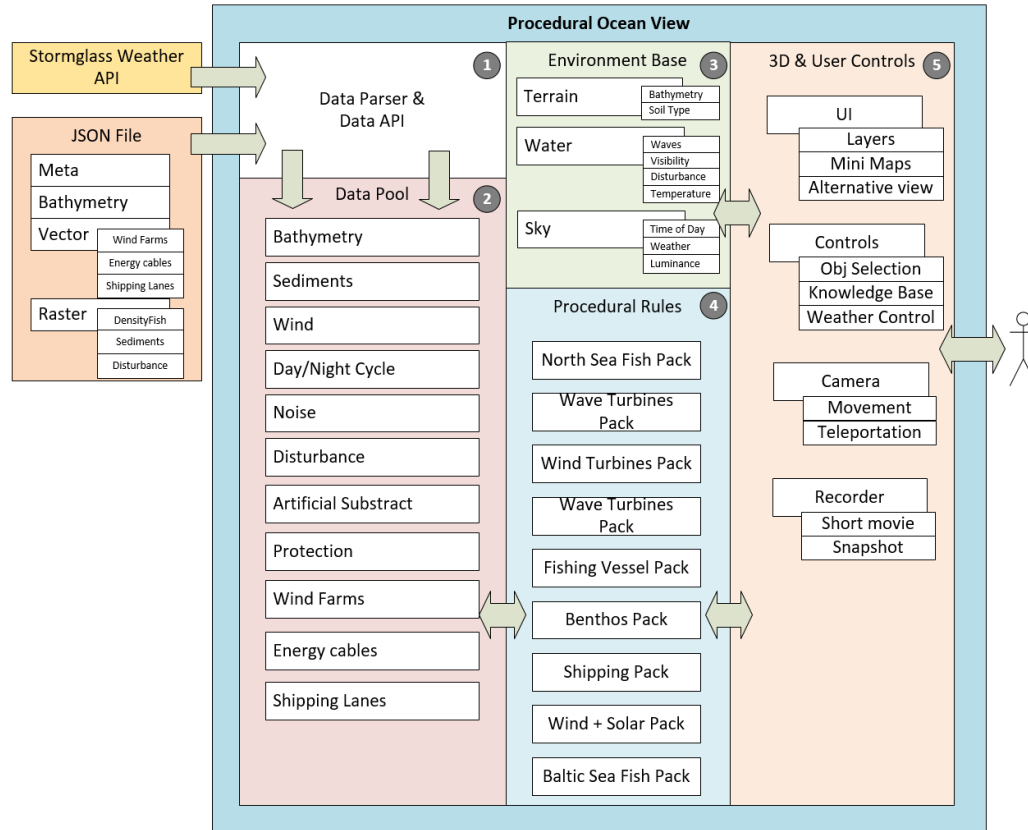 Procedural Ocean View
Stormglass Weather
API
JSON File
Meta
Bathymetry
Vector
Wind Farms
Energy cables
Shipping Lanes
Raster
DensityFish
Sediments
Disturbance
1
Data Parser &
Data API
Data Pool
2
Bathymetry
Sediments
Wind
Day/Night Cycle
Noise
Disturbance
Artificial Substract
Protection
Wind Farms
Energy cables
Shipping Lanes
Environment Base
3
Terrain
Bathymetry
Soil Type
Water
Waves
Visibility
Disturbance
Temperature
Sky
Time of Day
Weather
Luminance
Procedural Rules
4
North Sea Fish Pack
Wave Turbines
Pack
Wind Turbines Pack
Wave Turbines
Pack
Fishing Vessel Pack
Benthos Pack
Shipping Pack
Wind + Solar Pack
Baltic Sea Fish Pack
3D & User Controls
5
UI
Layers
Mini Maps
Alternative view
Controls
Obj Selection
Knowledge Base
Weather Control
Camera
Movement
Teleportation
Recorder
Short movie
Snapshot